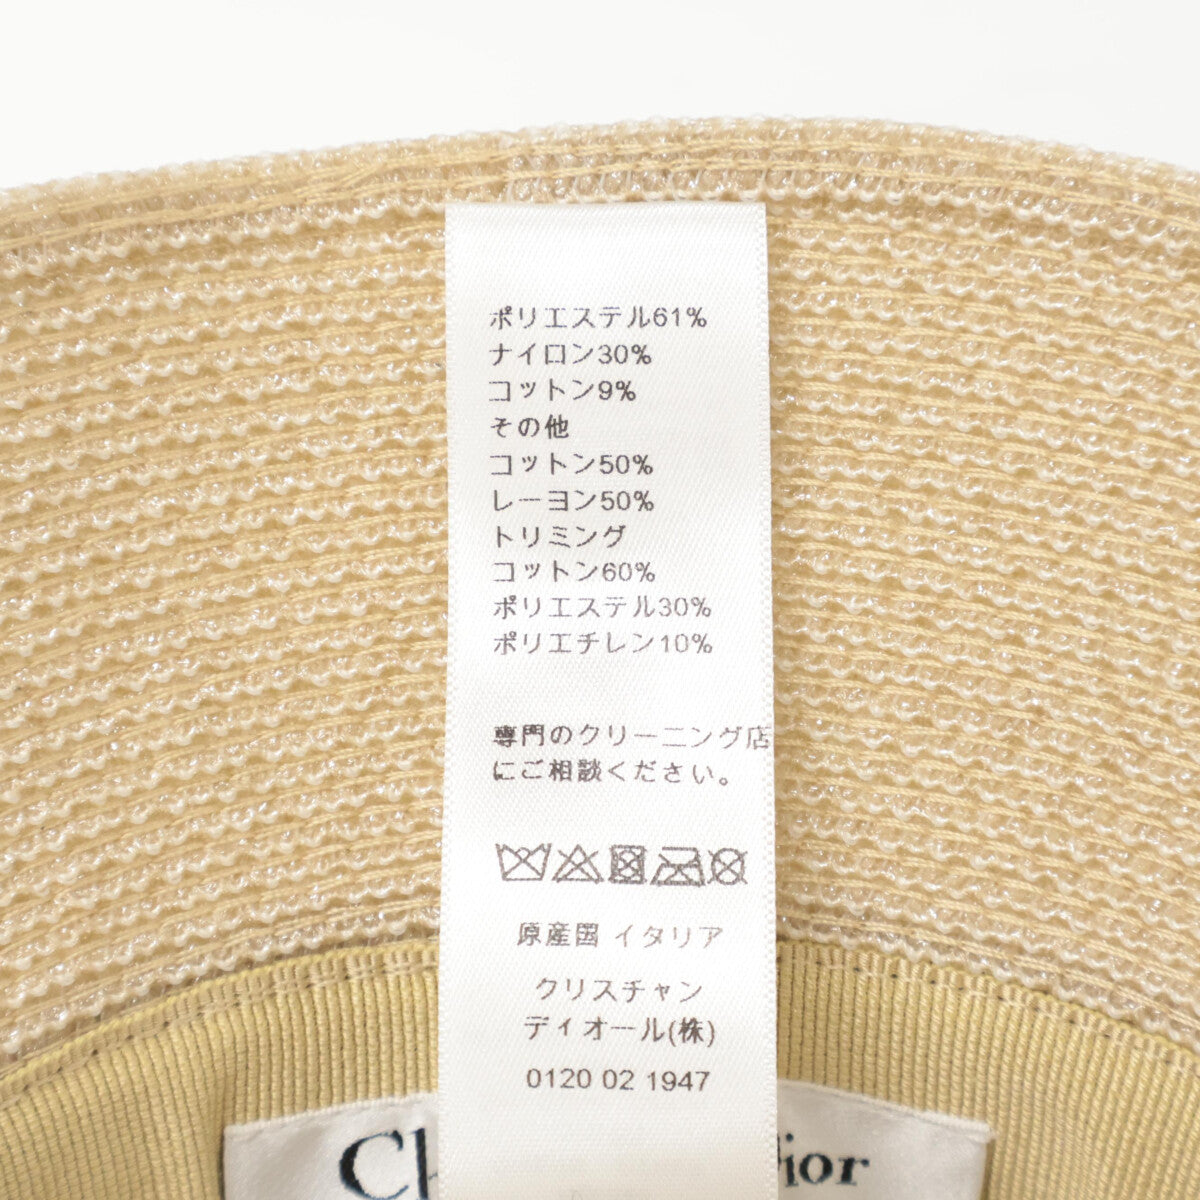 ポリエステル61%
ナイロン30%
コットン9%
その他
コットン50%
レーヨン50%
トリミング
コットン60%
ポリエステル30%
ポリエチレン10%
専門のクリーニング店
にご相談ください。
原産国 イタリア
クリスチャン
ディオール(株)
0120 02 1947